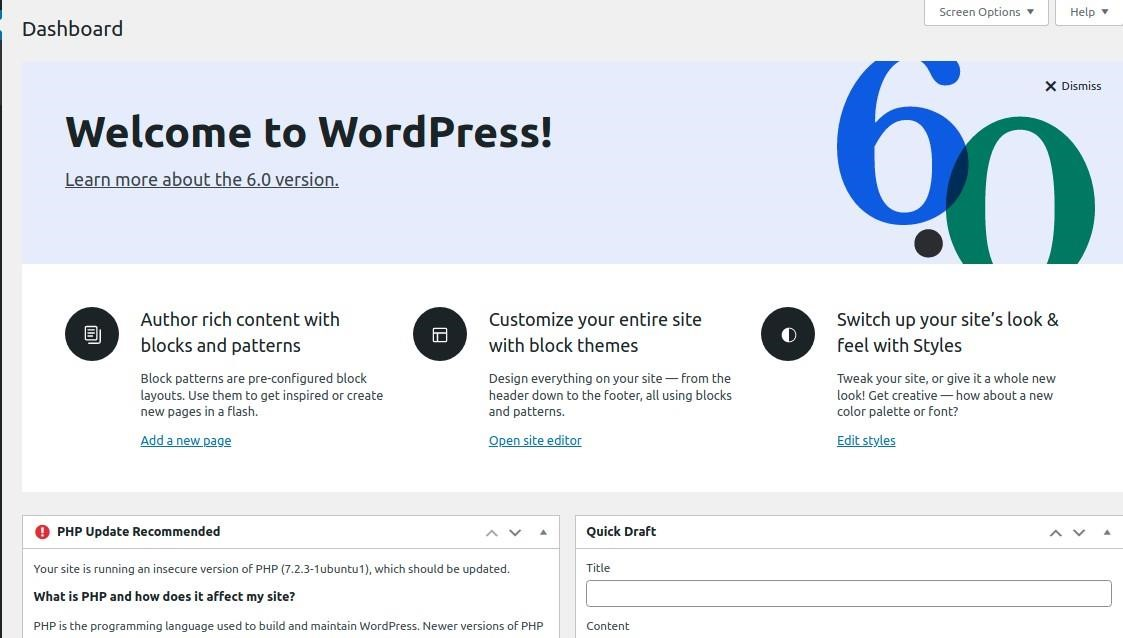 Screen Options ▼
Help ▼
Dashboard
Dismiss
6.0
Welcome to WordPress!
Learn more about the 6.0 version.
Author rich content with
blocks and patterns
Block patterns are pre-configured block
layouts. Use them to get inspired or create
new pages in a flash.
Add a new page
Customize your entire site
with block themes
Design everything on your site — from the
header down to the footer, all using blocks
and patterns.
Open site editor
Switch up your site’s look &
feel with Styles
Tweak your site, or give it a whole new
look! Get creative — how about a new
color palette or font?
Edit styles
PHP Update Recommended
Your site is running an insecure version of PHP (7.2.3-1ubuntu1), which should be updated.
What is PHP and how does it affect my site?
PHP is the programming language used to build and maintain WordPress. Newer versions of PHP
Quick Draft
Title
Content